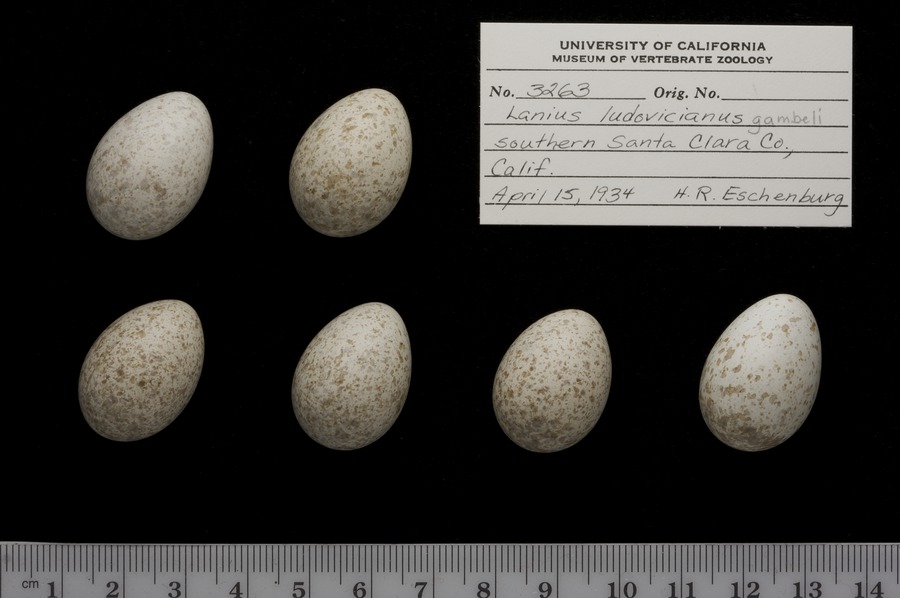 UNIVERSITY OF CALIFORNIA
MUSEUM OF VERTEBRATE ZOOLOGY
No. 3263 Orig. No.
Lanius ludovicianus gambeli
southern Santa Clara Co.,
Calif.
April 15, 1934 H.R. Eschenburg
cm 1 2 3 4 5 6 7 8 9 10 11 12 13 14